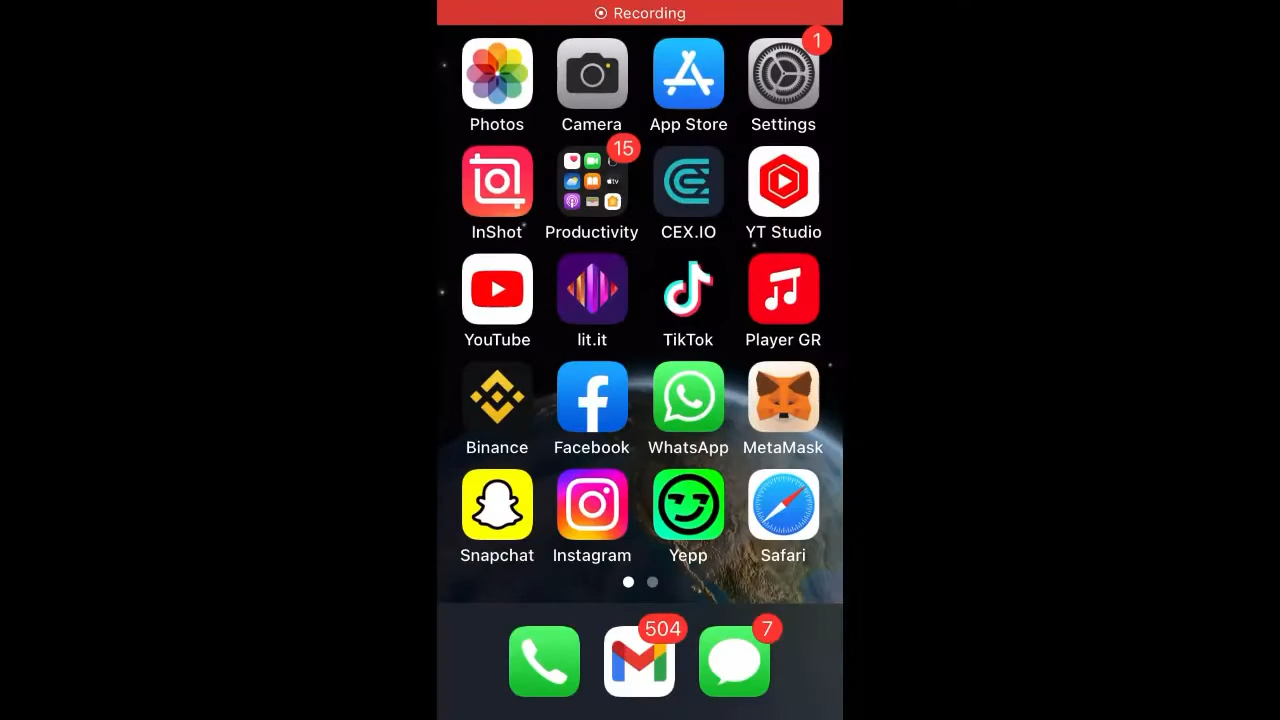 Recording
1
Photos Camera App Store Settings
15
InShot Productivity CEX.IO YT Studio
YouTube lit.it TikTok Player GR
Binance Facebook WhatsApp MetaMask
Snapchat Instagram Yepp Safari
504 7